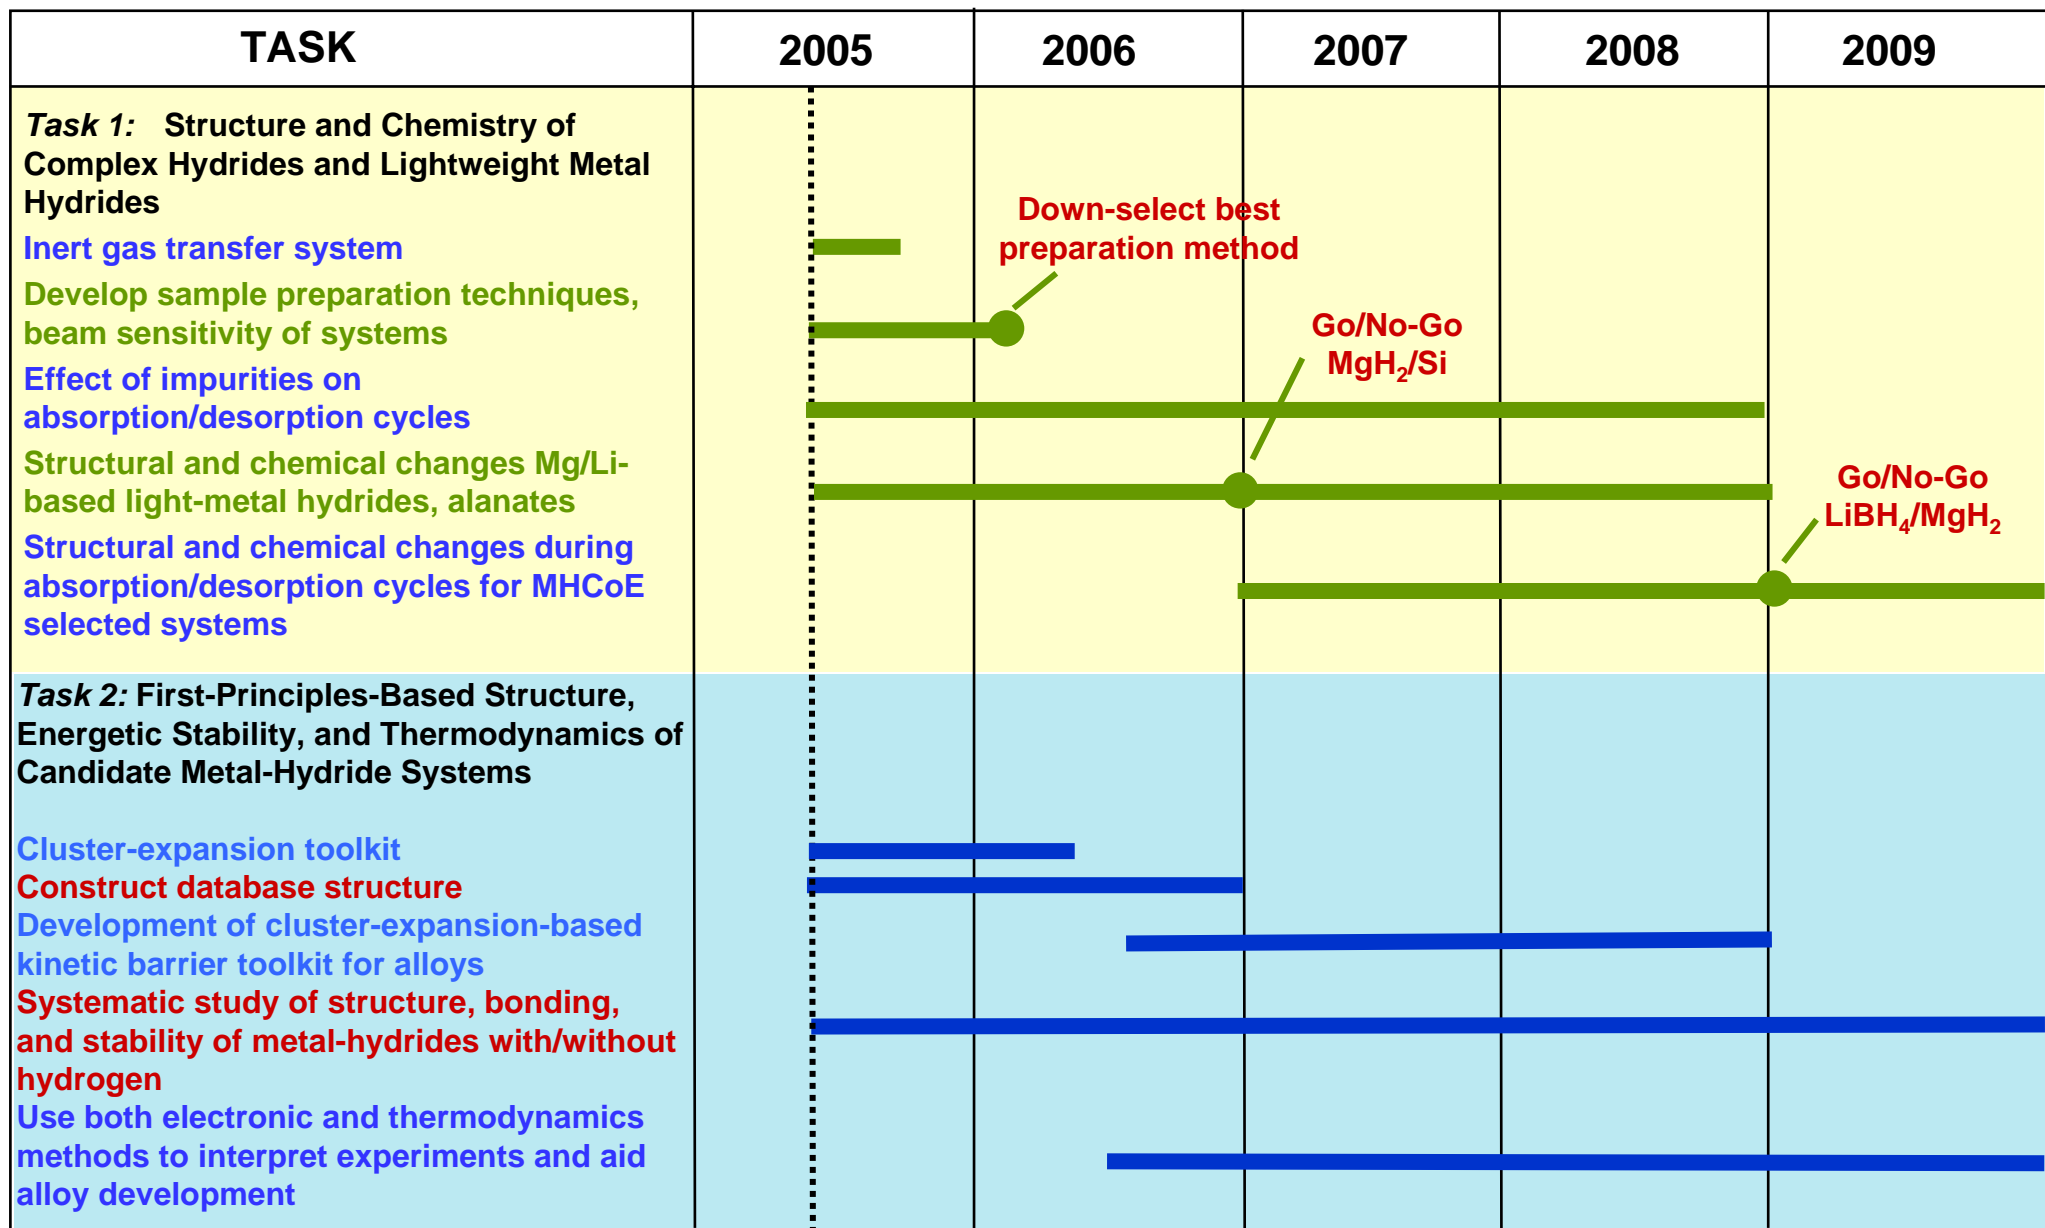 TASK 2005 2006 2007 2008 2009
Task 1: Structure and Chemistry of
Complex Hydrides and Lightweight Metal
Hydrides
Inert gas transfer system
Develop sample preparation techniques,
beam sensitivity of systems
Effect of impurities on
absorption/desorption cycles
Structural and chemical changes Mg/Li-
based light-metal hydrides, alanates
Structural and chemical changes during
absorption/desorption cycles for MHCoE
selected systems
Down-select best
preparation method
Go/No-Go
MgH₂/Si
Go/No-Go
LiBH₄/MgH₂
Task 2: First-Principles-Based Structure,
Energetic Stability, and Thermodynamics of
Candidate Metal-Hydride Systems
Cluster-expansion toolkit
Construct database structure
Development of cluster-expansion-based
kinetic barrier toolkit for alloys
Systematic study of structure, bonding,
and stability of metal-hydrides with/without
hydrogen
Use both electronic and thermodynamics
methods to interpret experiments and aid
alloy development